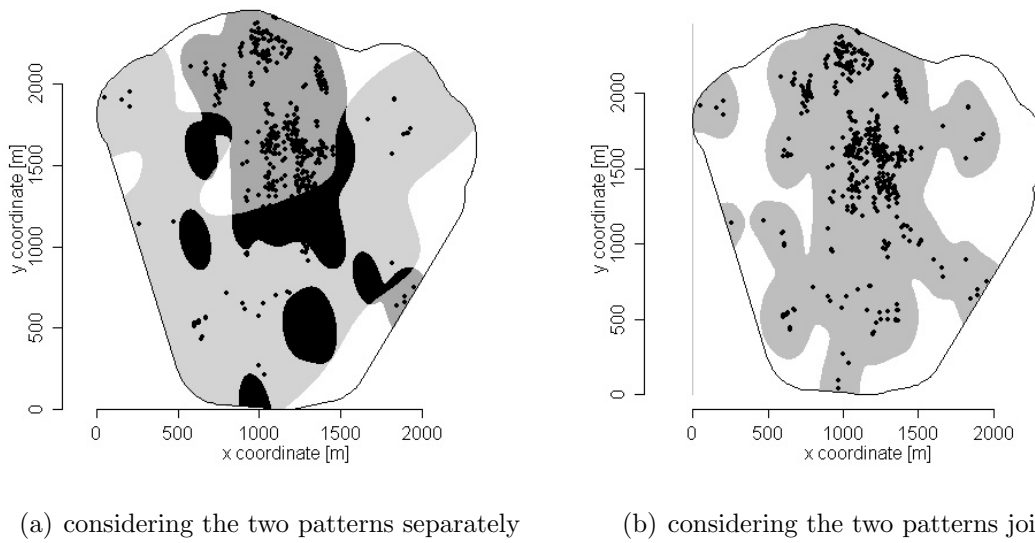 2000
1500
1000
500
0
y coordinate [m]
0 500 1000 1500 2000
x coordinate [m]
(a) considering the two patterns separately
2000
1500
1000
500
0
y coordinate [m]
0 500 1000 1500 2000
x coordinate [m]
(b) considering the two patterns joi